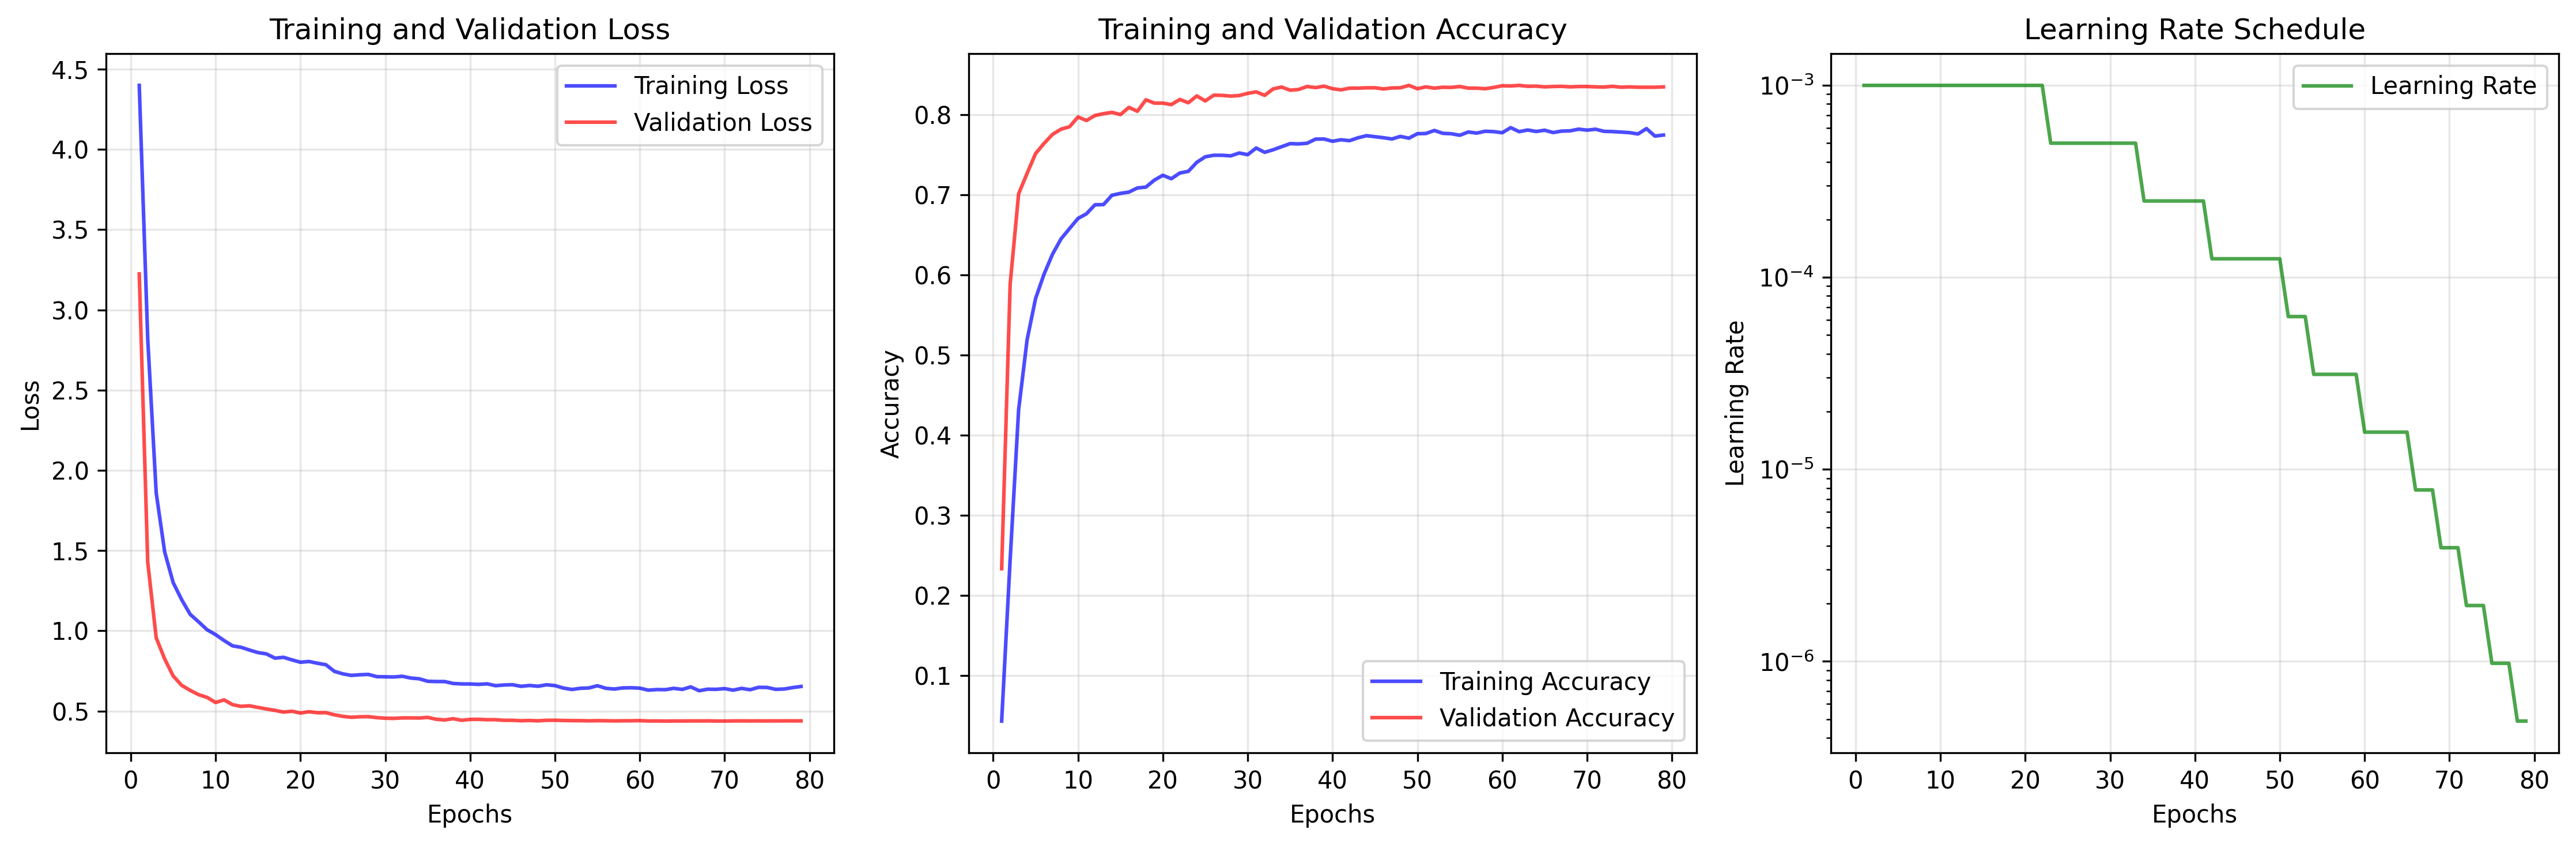 Training and Validation Loss
4.5
4.0
3.5
3.0
2.5
2.0
1.5
1.0
0.5
Loss
0 10 20 30 40 50 60 70 80
Epochs
Training Loss
Validation Loss
Training and Validation Accuracy
0.8
0.7
0.6
0.5
0.4
0.3
0.2
0.1
Accuracy
0 10 20 30 40 50 60 70 80
Epochs
Training Accuracy
Validation Accuracy
Learning Rate Schedule
10⁻³
10⁻⁴
10⁻⁵
10⁻⁶
Learning Rate
0 10 20 30 40 50 60 70 80
Epochs
Learning Rate